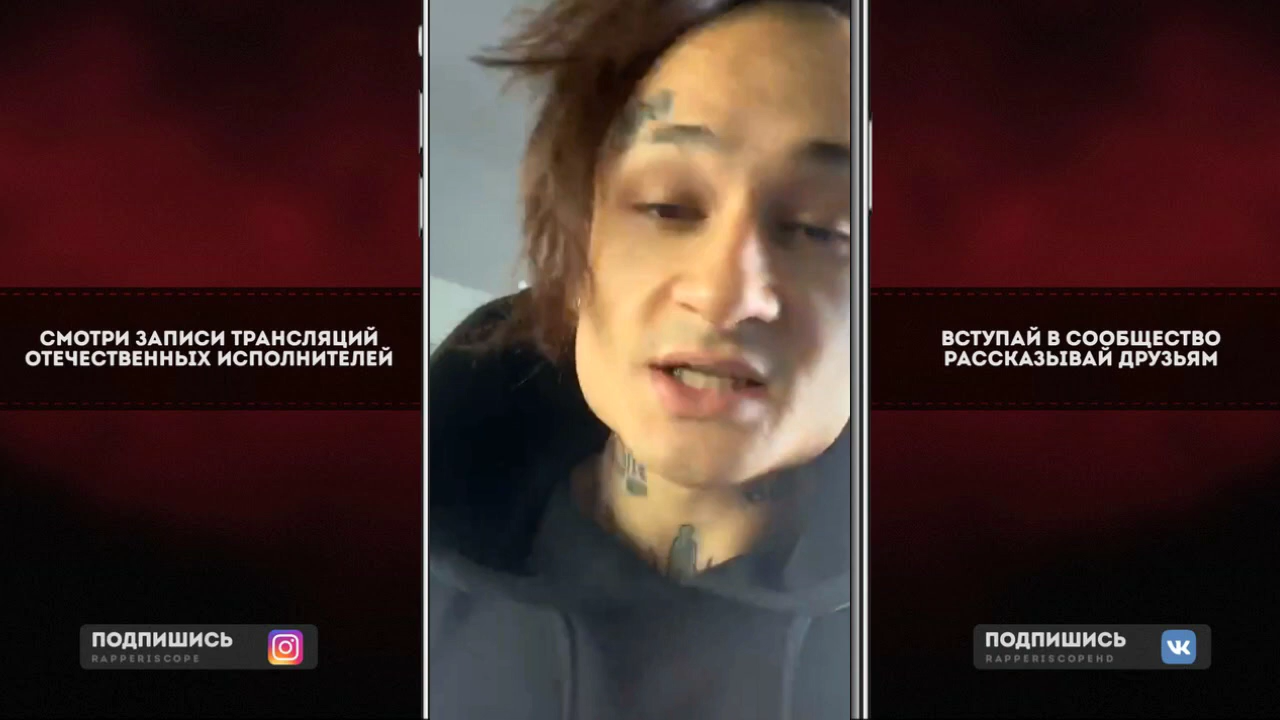 СМОТРИ ЗАПИСИ ТРАНСЛЯЦИЙ
ОТЕЧЕСТВЕННЫХ ИСПОЛНИТЕЛЕЙ
ВСТУПАЙ В СООБЩЕСТВО
РАССКАЗЫВАЙ ДРУЗЬЯМ
ПОДПИШИСЬ
RAPPERISCOPE
ПОДПИШИСЬ
RAPPERISCOPEHD